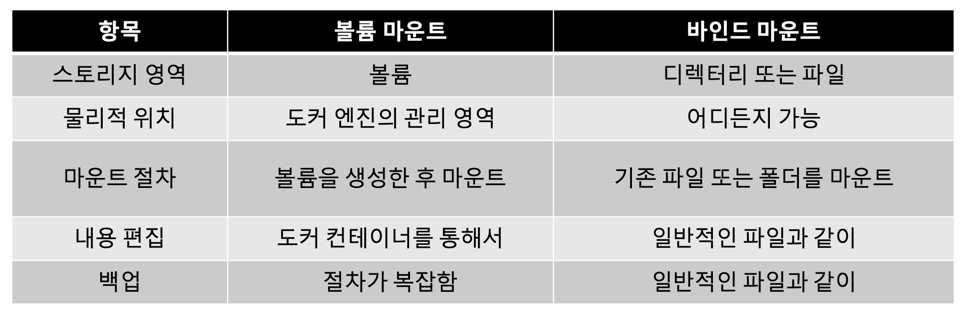 항목 볼륨 마운트 바인드 마운트
스토리지 영역 볼륨 디렉터리 또는 파일
물리적 위치 도커 엔진의 관리 영역 어디든지 가능
마운트 절차 볼륨을 생성한 후 마운트 기존 파일 또는 폴더를 마운트
내용 편집 도커 컨테이너를 통해서 일반적인 파일과 같이
백업 절차가 복잡함 일반적인 파일과 같이